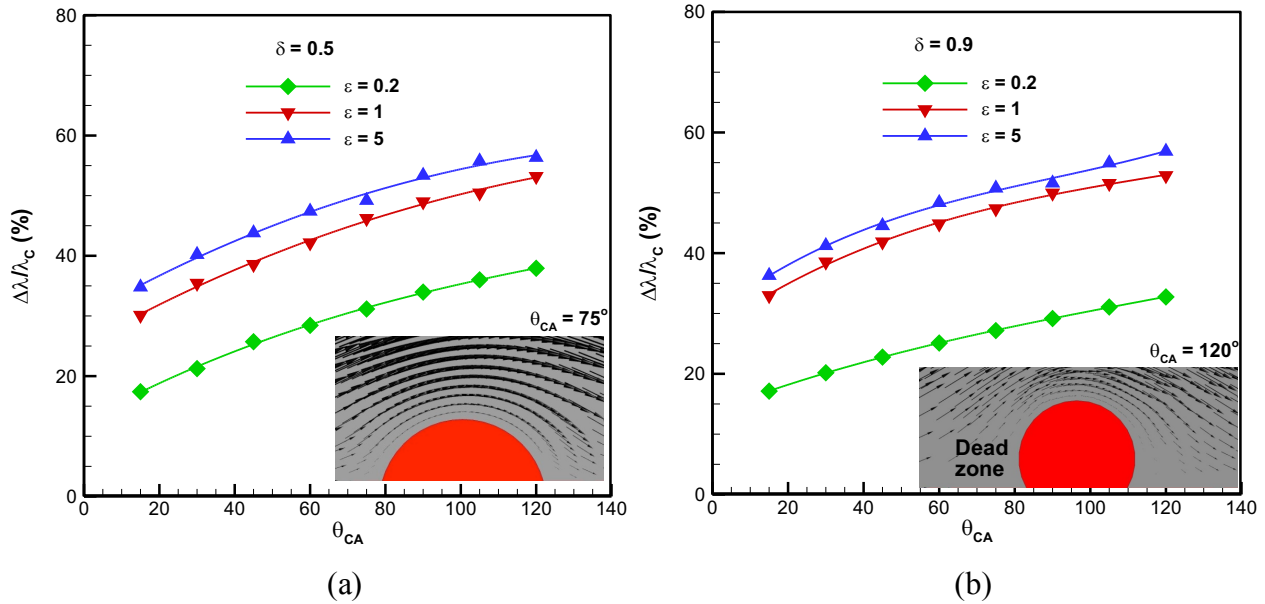 80
60
40
20
0
Δλ/λC (%)
δ = 0.5
ε = 0.2
ε = 1
ε = 5
θCA = 75°
0 20 40 60 80 100 120 140
θCA
(a)
80
60
40
20
0
Δλ/λC (%)
δ = 0.9
ε = 0.2
ε = 1
ε = 5
θCA = 120°
Dead
zone
0 20 40 60 80 100 120 140
θCA
(b)